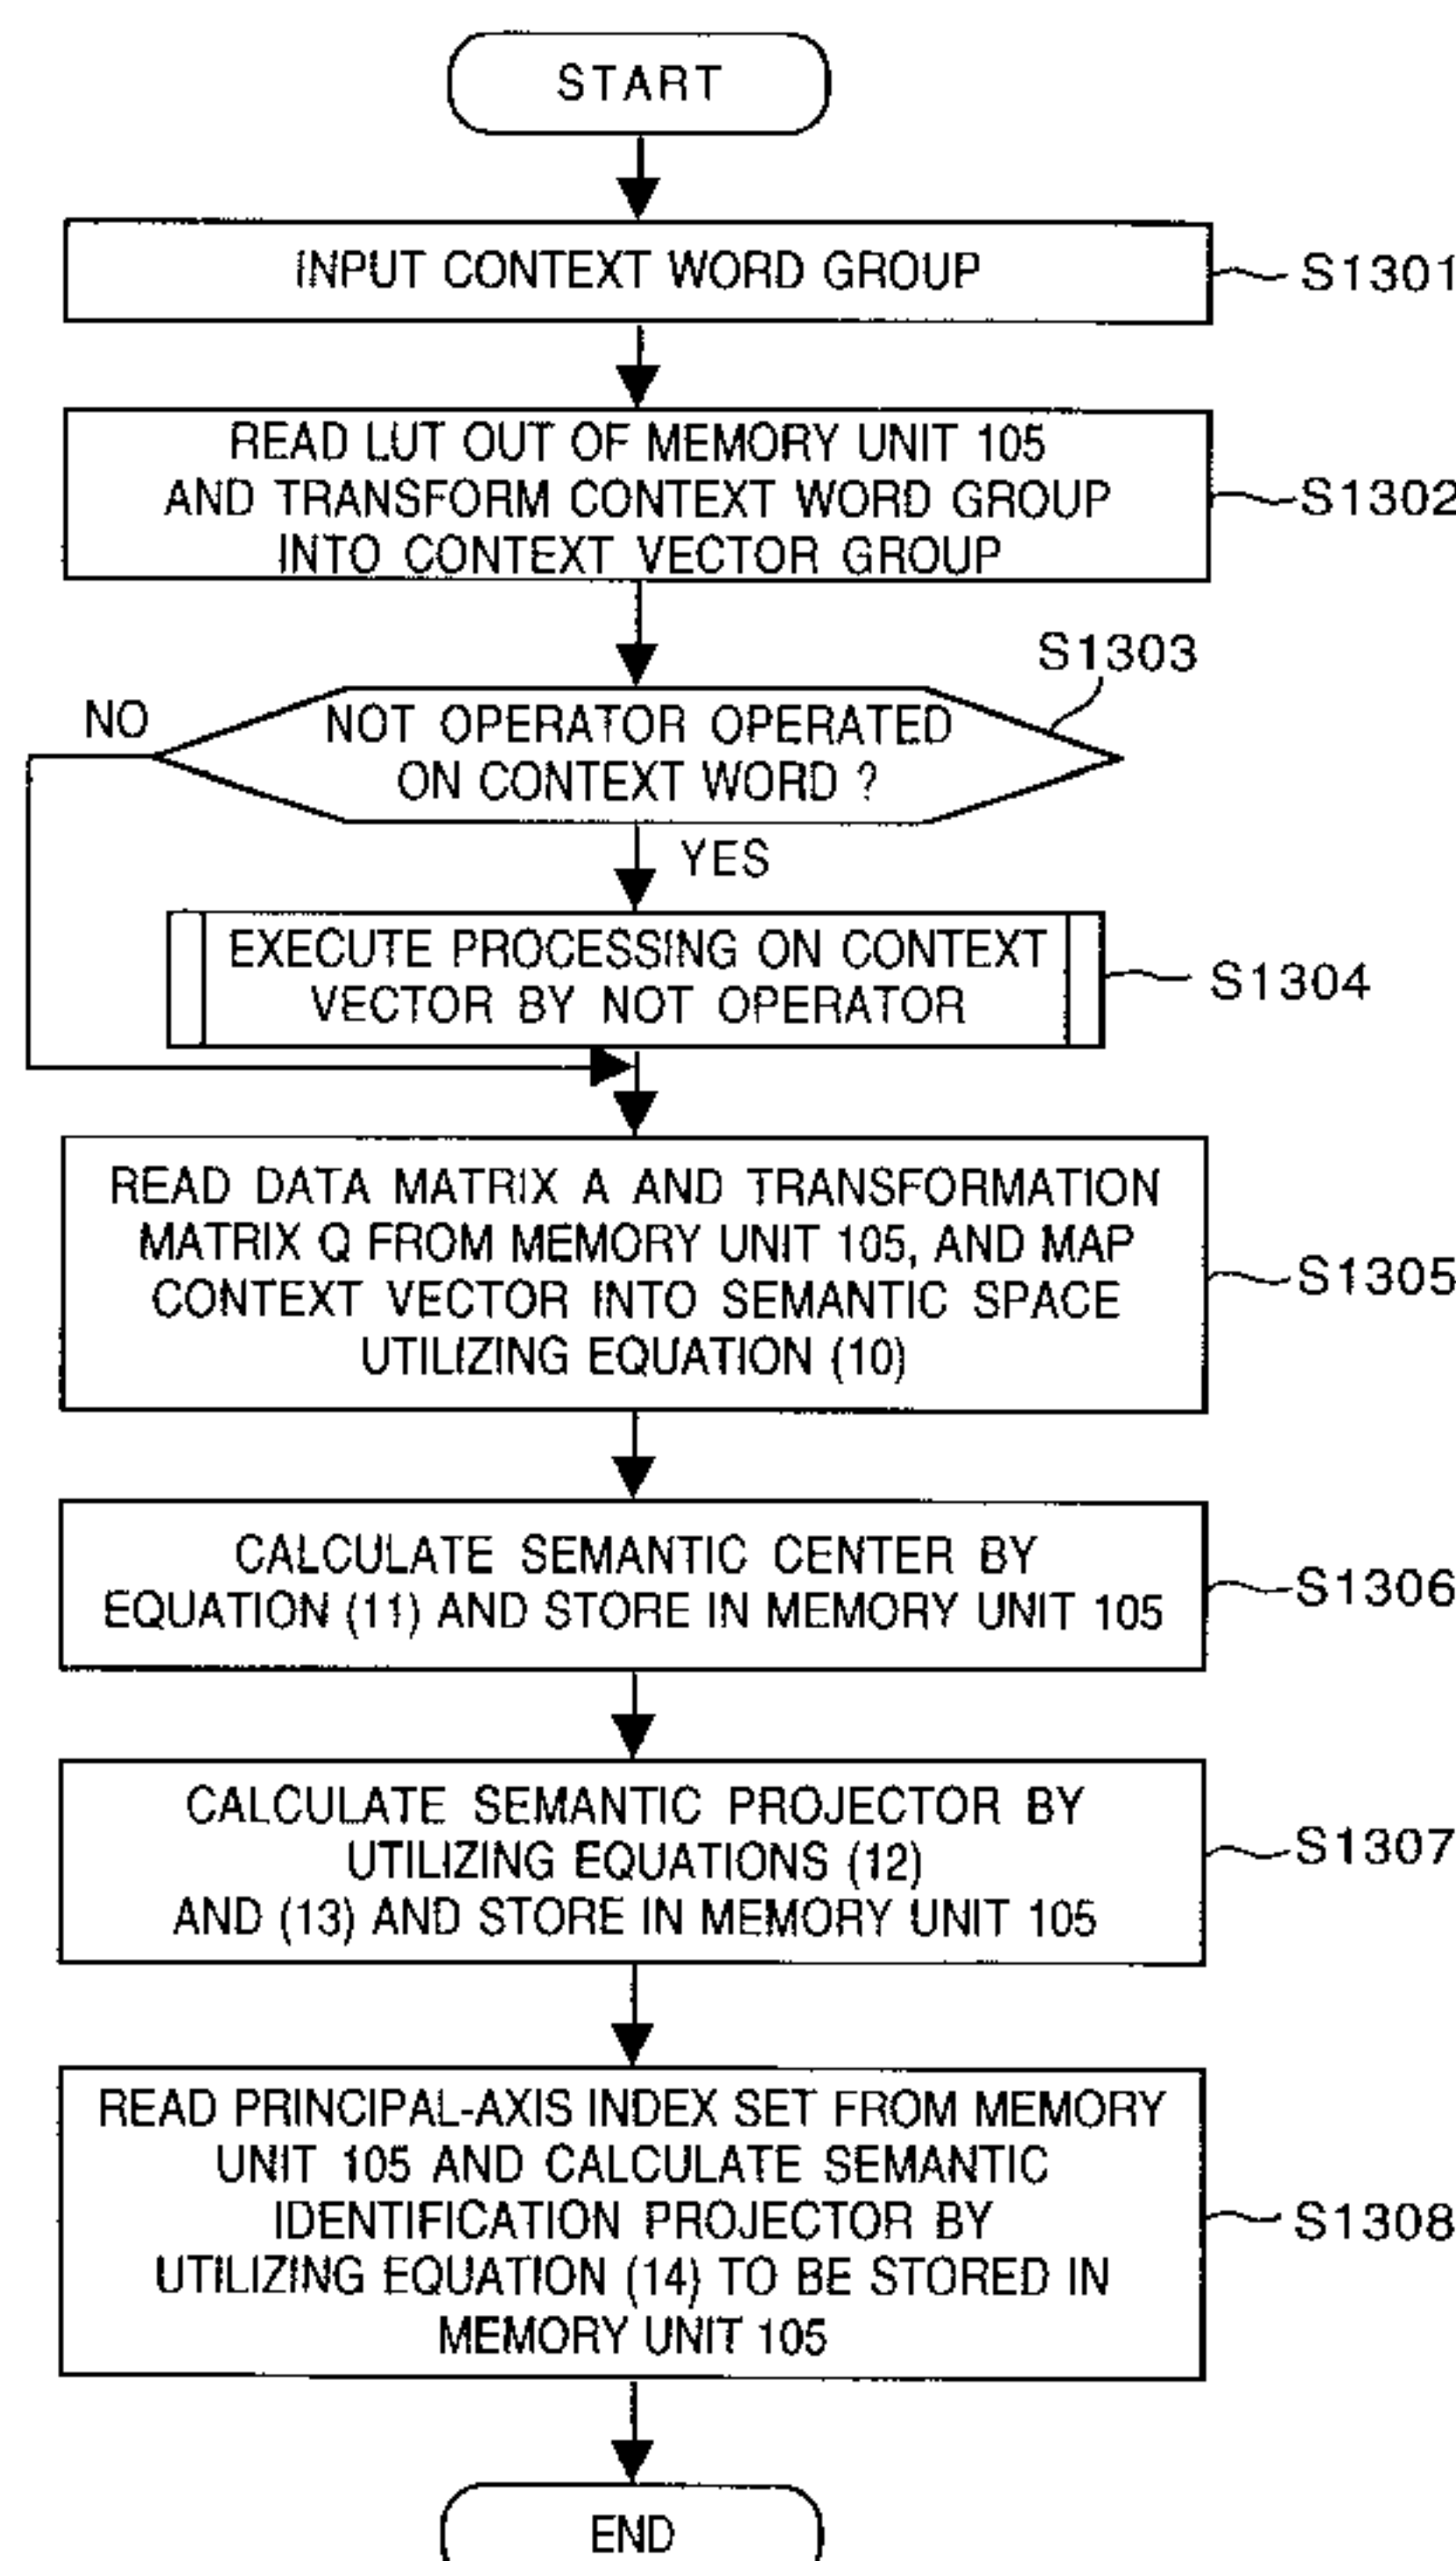 START
INPUT CONTEXT WORD GROUP
S1301
READ LUT OUT OF MEMORY UNIT 105
AND TRANSFORM CONTEXT WORD GROUP
INTO CONTEXT VECTOR GROUP
S1302
S1303
NO
NOT OPERATOR OPERATED
ON CONTEXT WORD ?
YES
EXECUTE PROCESSING ON CONTEXT
VECTOR BY NOT OPERATOR
S1304
READ DATA MATRIX A AND TRANSFORMATION
MATRIX Q FROM MEMORY UNIT 105, AND MAP
CONTEXT VECTOR INTO SEMANTIC SPACE
UTILIZING EQUATION (10)
S1305
CALCULATE SEMANTIC CENTER BY
EQUATION (11) AND STORE IN MEMORY UNIT 105
S1306
CALCULATE SEMANTIC PROJECTOR BY
UTILIZING EQUATIONS (12)
AND (13) AND STORE IN MEMORY UNIT 105
S1307
READ PRINCIPAL-AXIS INDEX SET FROM MEMORY
UNIT 105 AND CALCULATE SEMANTIC
IDENTIFICATION PROJECTOR BY
UTILIZING EQUATION (14) TO BE STORED IN
MEMORY UNIT 105
S1308
END